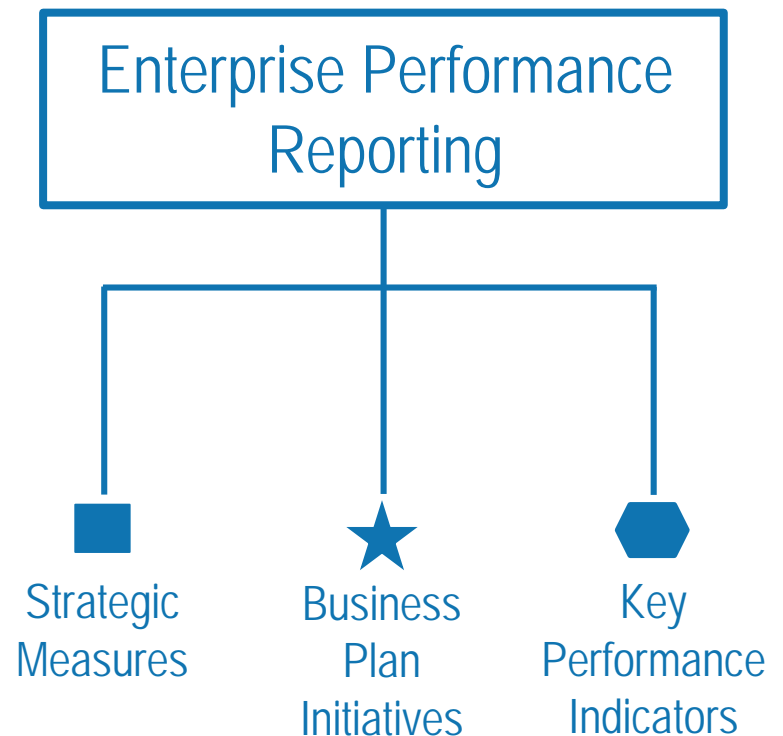 Enterprise Performance
Reporting
Strategic
Measures
Business
Plan
Initiatives
Key
Performance
Indicators